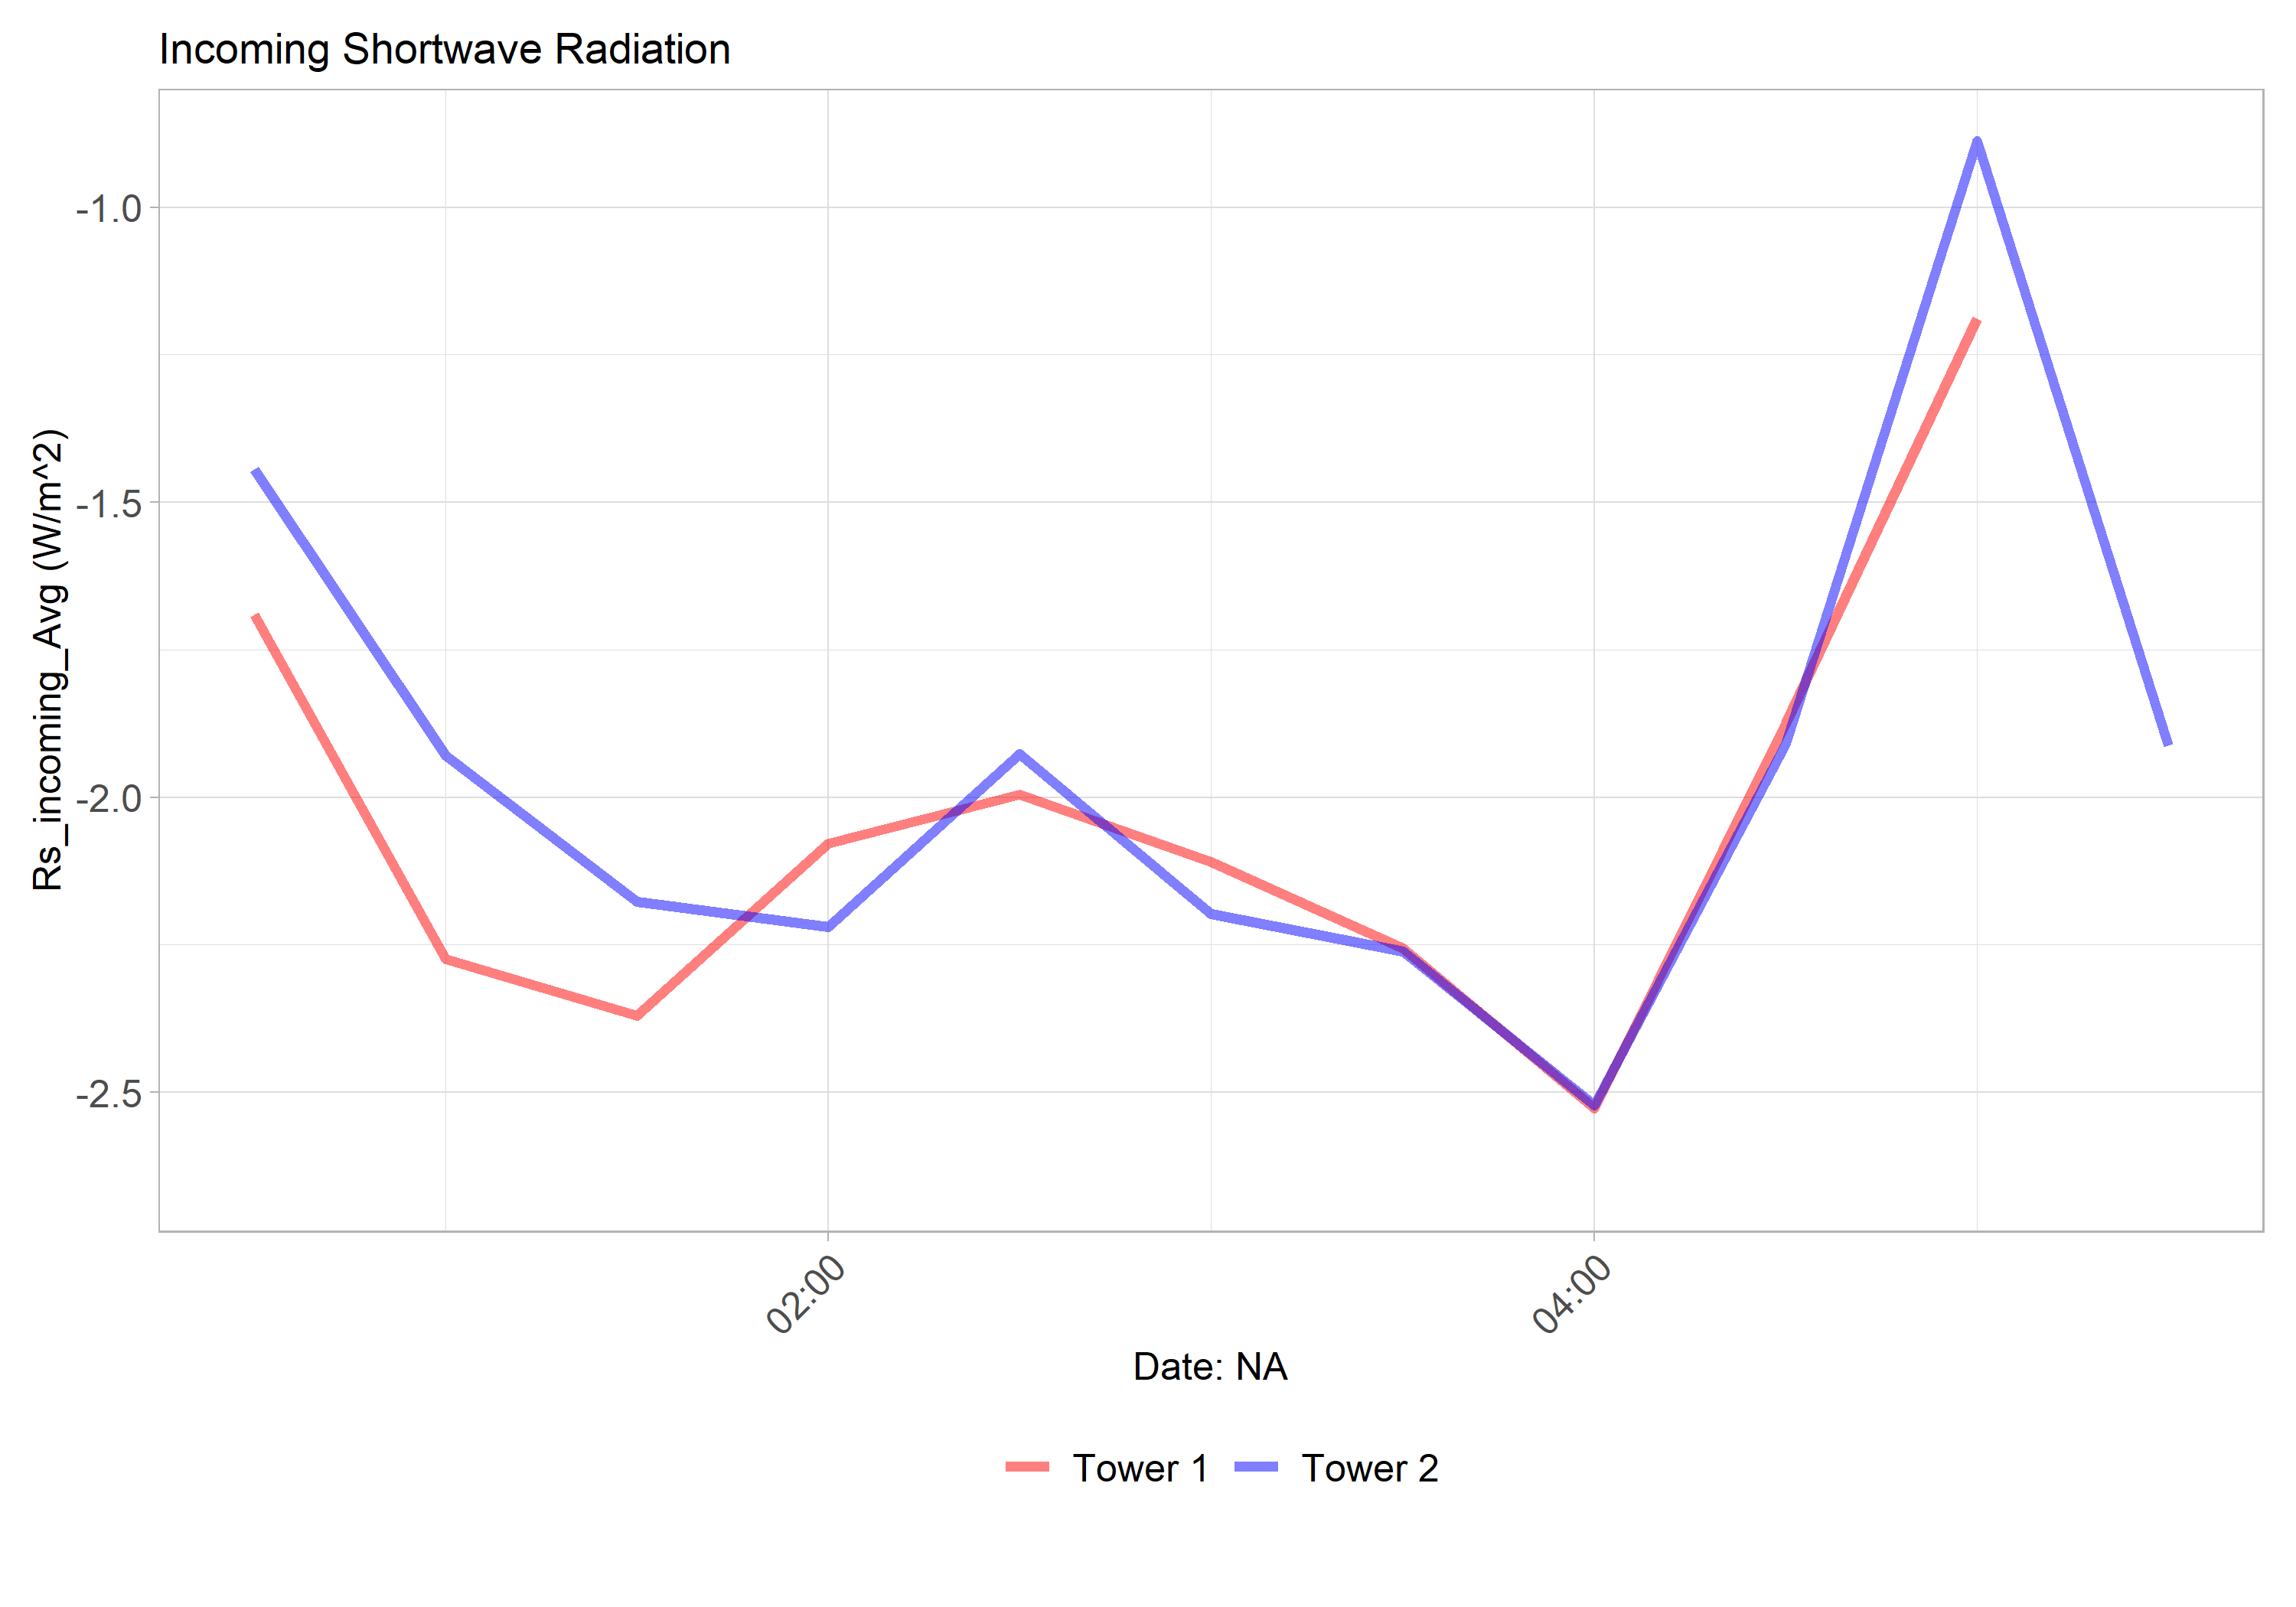 Incoming Shortwave Radiation
Rs_incoming_Avg (W/m^2)
-1.0
-1.5
-2.0
-2.5
02:00
04:00
Date: NA
Tower 1
Tower 2